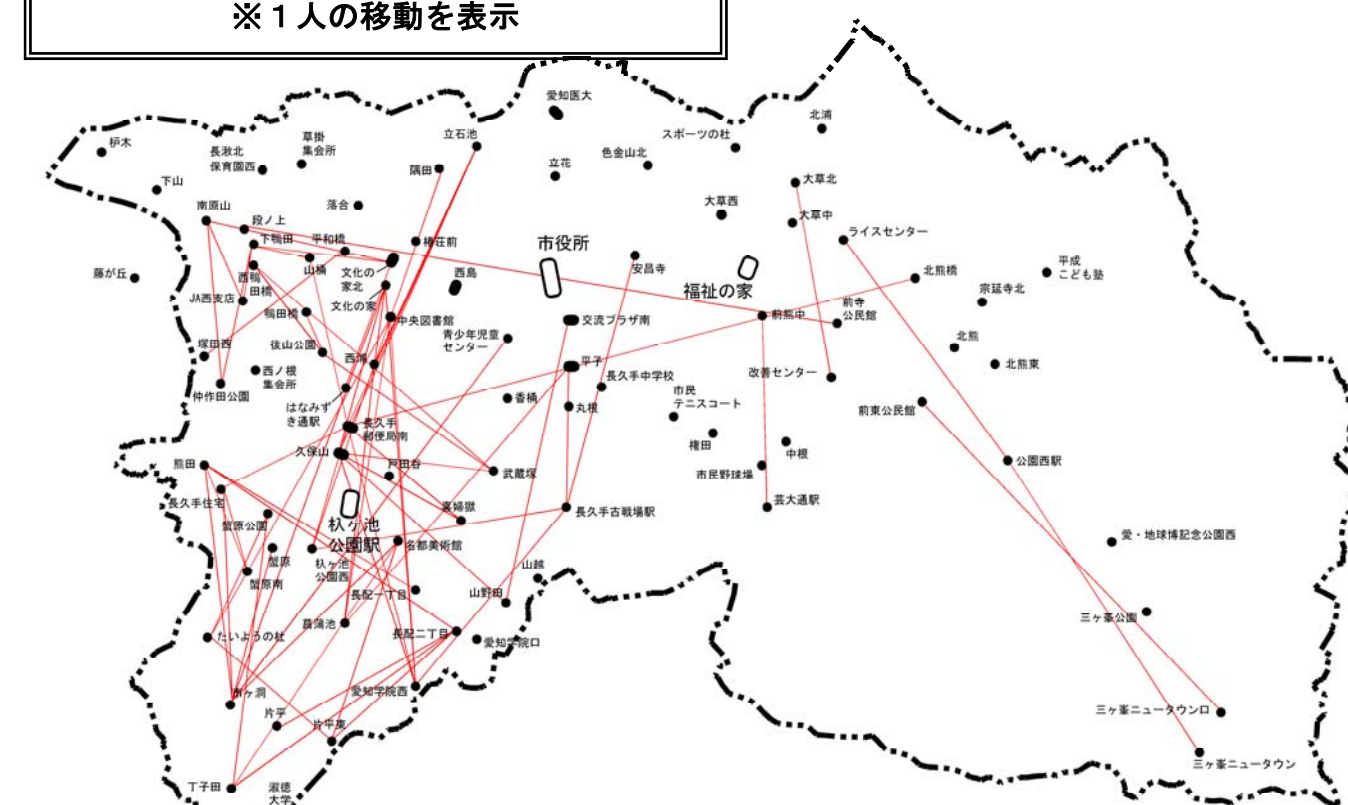 ※１人の移動を表示
愛知医大
北浦
枦木
草掛
集会所
立石池
スポーツの杜
長湫北
保育園西
色金山北
立花
隅田
下山
大草北
南原山
落合
大草西
段ノ上
大草中
下鴨田
平和橋
椿荘前
市役所
ライスセンター
藤が丘
西鴨
田橋
山桶
文化の
家北
西島
安昌寺
福祉の家
北熊橋
平成
こども塾
JA西支店
文化の家
宗延寺北
鴨田橋
中央図書館
交流プラザ南
前熊中
前寺
公民館
青少年児童
センター
塚田西
後山公園
西浦
平子
北熊
北熊東
西ノ根
集会所
長久手中学校
改善センター
仲作田公園
はなみず
き通駅
香桶
丸根
市民
テニスコート
前東公民館
長久手
郵便局南
権田
中根
久保山
熊田
戸田谷
武蔵塚
市民野球場
公園西駅
長久手住宅
喜婦嶽
長久手古戦場駅
芸大通駅
蟹原公園
杁ヶ池
公園駅
名都美術館
愛・地球博記念公園西
蟹原
杁ヶ池
公園西
山越
蟹原南
長配一丁目
山野田
三ヶ峯公園
菖蒲池
たいようの杜
長配二丁目
愛知学院口
市ヶ洞
愛知学院西
三ヶ峯ニュータウン口
片平
片平東
三ヶ峯ニュータウン
丁子田
淑徳
大学